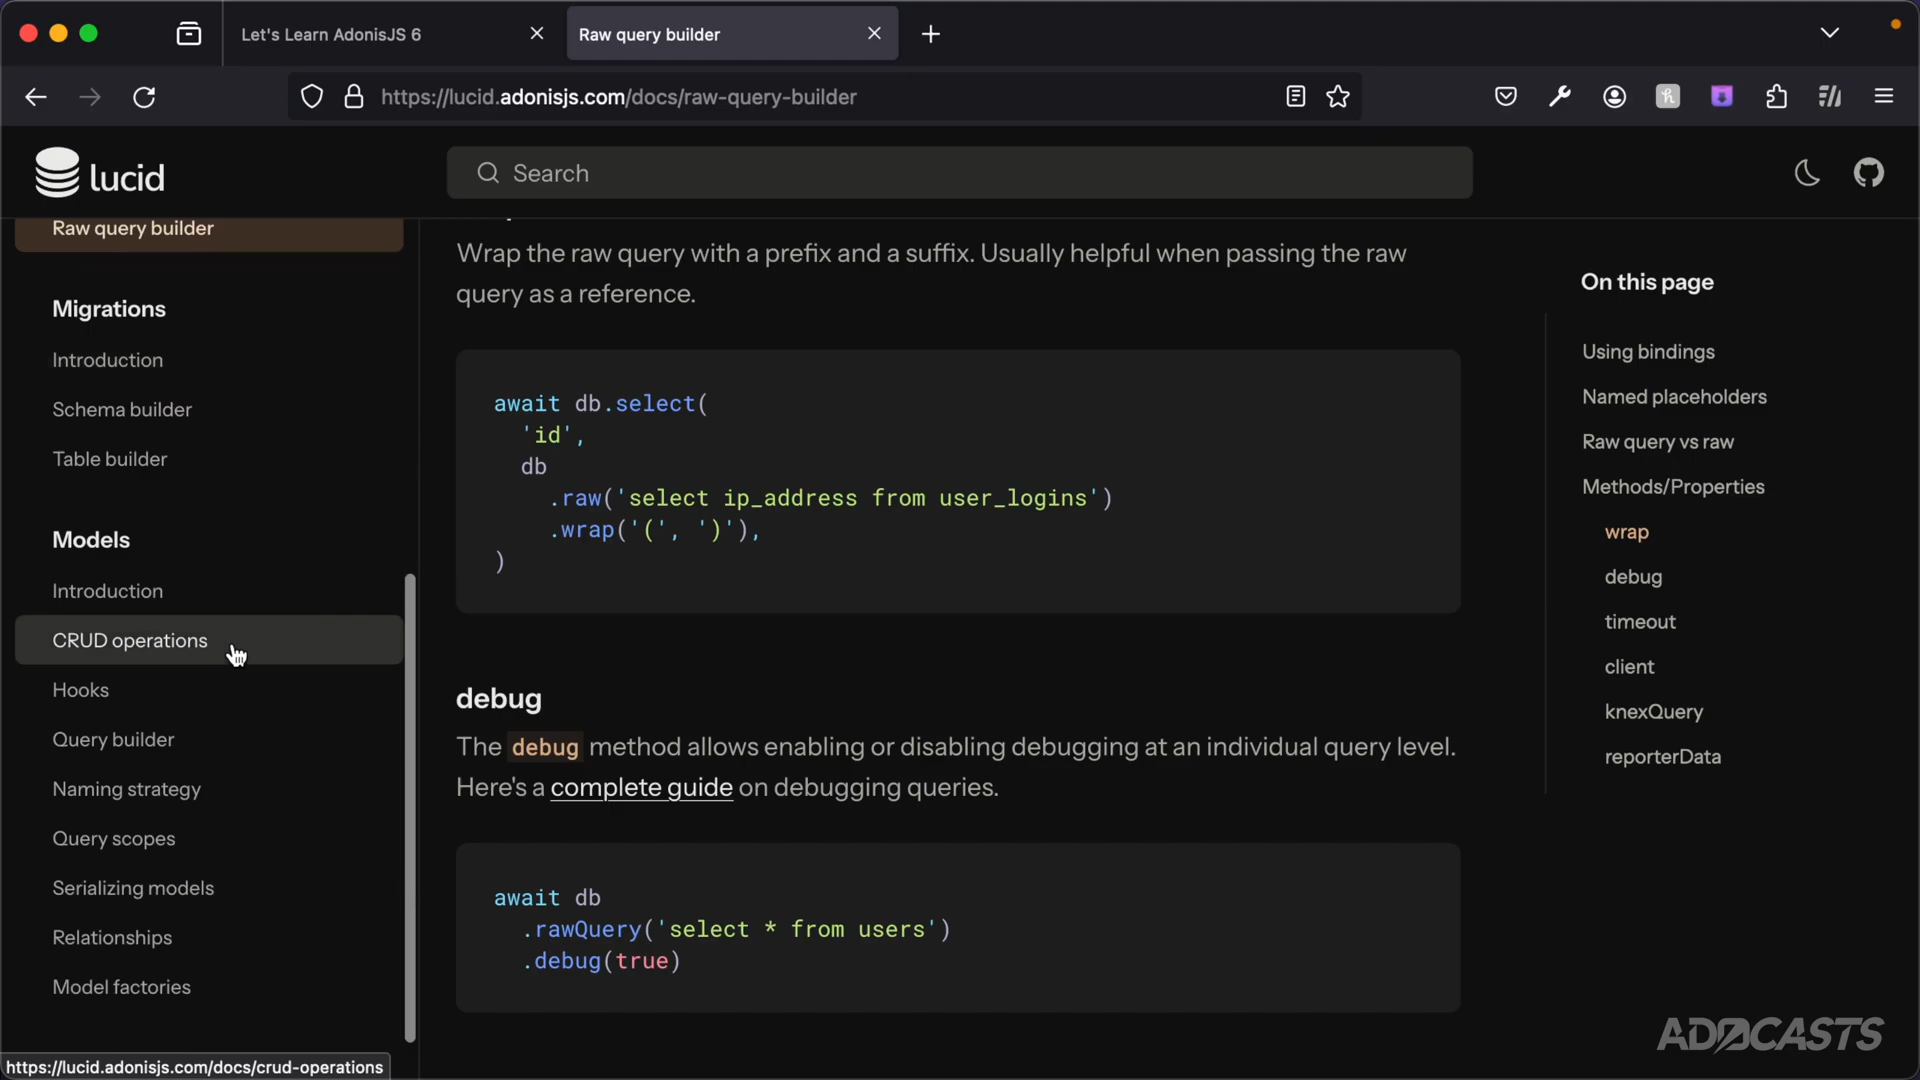 Let's Learn AdonisJS 6
Raw query builder
https://lucid.adonisjs.com/docs/raw-query-builder
lucid
Search
Raw query builder
Migrations
Introduction
Schema builder
Table builder
Models
Introduction
CRUD operations
Hooks
Query builder
Naming strategy
Query scopes
Serializing models
Relationships
Model factories
https://lucid.adonisjs.com/docs/crud-operations
Wrap the raw query with a prefix and a suffix. Usually helpful when passing the raw
query as a reference.
await db.select(
'id',
db
.raw('select ip_address from user_logins')
.wrap('(', ')'),
)
debug
The debug method allows enabling or disabling debugging at an individual query level.
Here's a complete guide on debugging queries.
await db
.rawQuery('select * from users')
.debug(true)
On this page
Using bindings
Named placeholders
Raw query vs raw
Methods/Properties
wrap
debug
timeout
client
knexQuery
reporterData
ADOCASTS